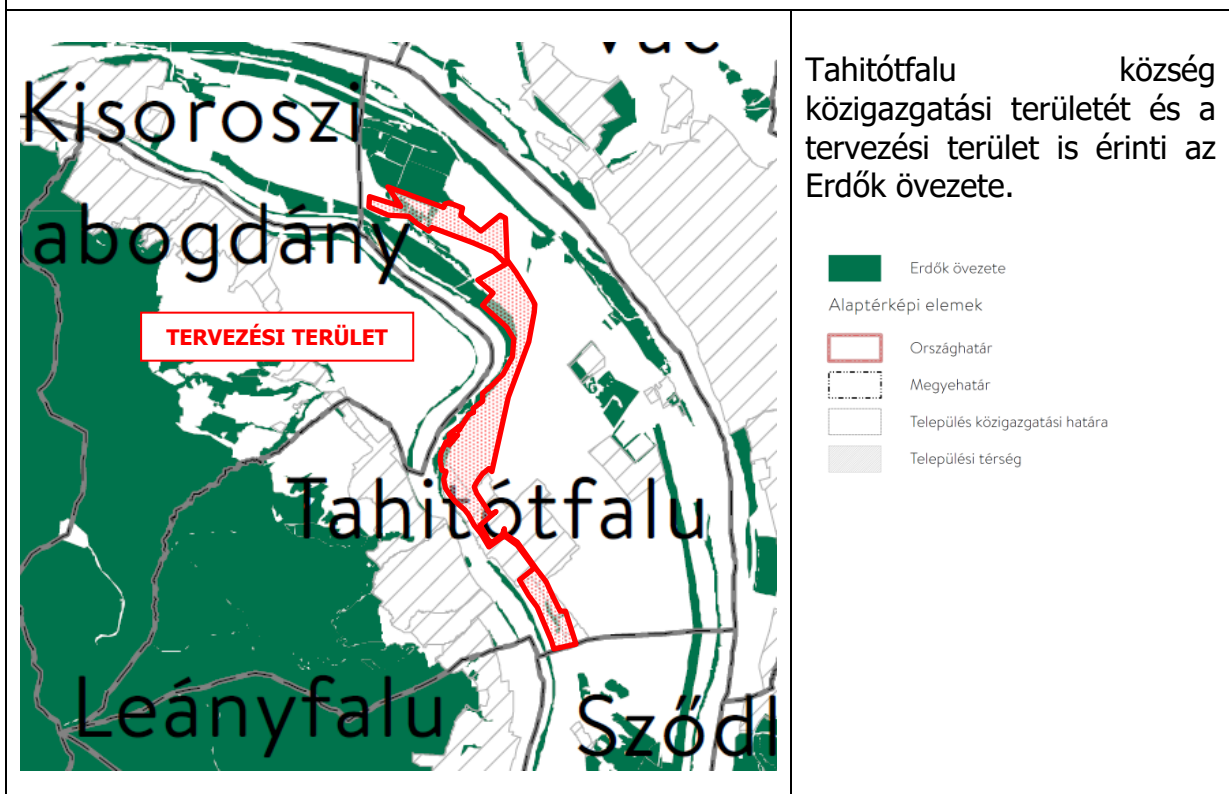 Kisoroszi
abogdány
TERVEZÉSI TERÜLET
Tahitótfalu
Leányfalu
Sződl
Tahitótfalu község
közigazgatási területét és a
tervezési terület is érinti az
Erdők övezete.
Erdők övezete
Alaptérképi elemek
Országhatár
Megyehatár
Település közigazgatási határa
Települési térség